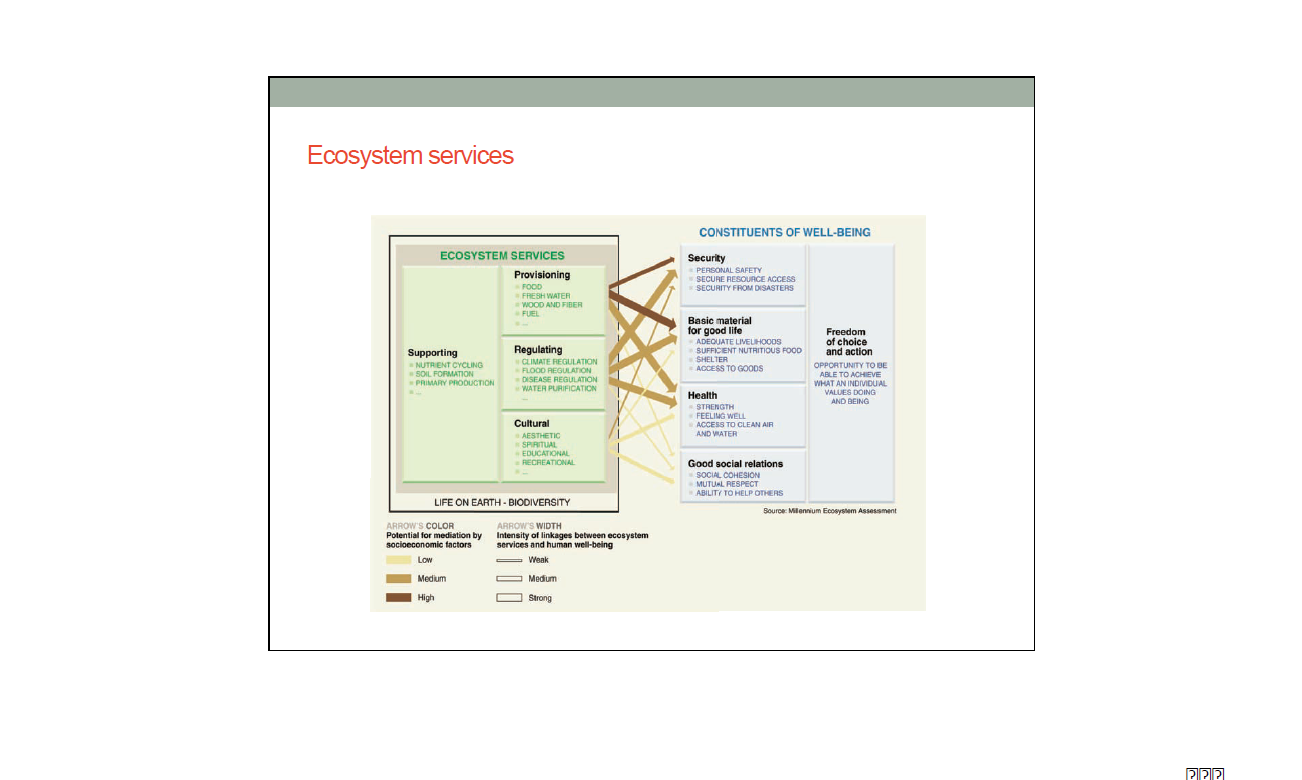 Ecosystem services
CONSTITUENTS OF WELL-BEING
ECOSYSTEM SERVICES
Supporting
NUTRIENT CYCLING
SOIL FORMATION
PRIMARY PRODUCTION
...
Provisioning
FOOD
FRESH WATER
WOOD AND FIBER
FUEL
...
Regulating
CLIMATE REGULATION
FLOOD REGULATION
DISEASE REGULATION
WATER PURIFICATION
...
Cultural
AESTHETIC
SPIRITUAL
EDUCATIONAL
RECREATIONAL
...
LIFE ON EARTH - BIODIVERSITY
Security
PERSONAL SAFETY
SECURE RESOURCE ACCESS
SECURITY FROM DISASTERS
Basic material
for good life
ADEQUATE LIVELIHOODS
SUFFICIENT NUTRITIOUS FOOD
SHELTER
ACCESS TO GOODS
Health
STRENGTH
FEELING WELL
ACCESS TO CLEAN AIR
AND WATER
Good social relations
SOCIAL COHESION
MUTUAL RESPECT
ABILITY TO HELP OTHERS
Freedom
of choice
and action
OPPORTUNITY TO BE
ABLE TO ACHIEVE
WHAT AN INDIVIDUAL
VALUES DOING
AND BEING
Source: Millennium Ecosystem Assessment
ARROW'S COLOR
Potential for mediation by
socioeconomic factors
Low
Medium
High
ARROW'S WIDTH
Intensity of linkages between ecosystem
services and human well-being
Weak
Medium
Strong